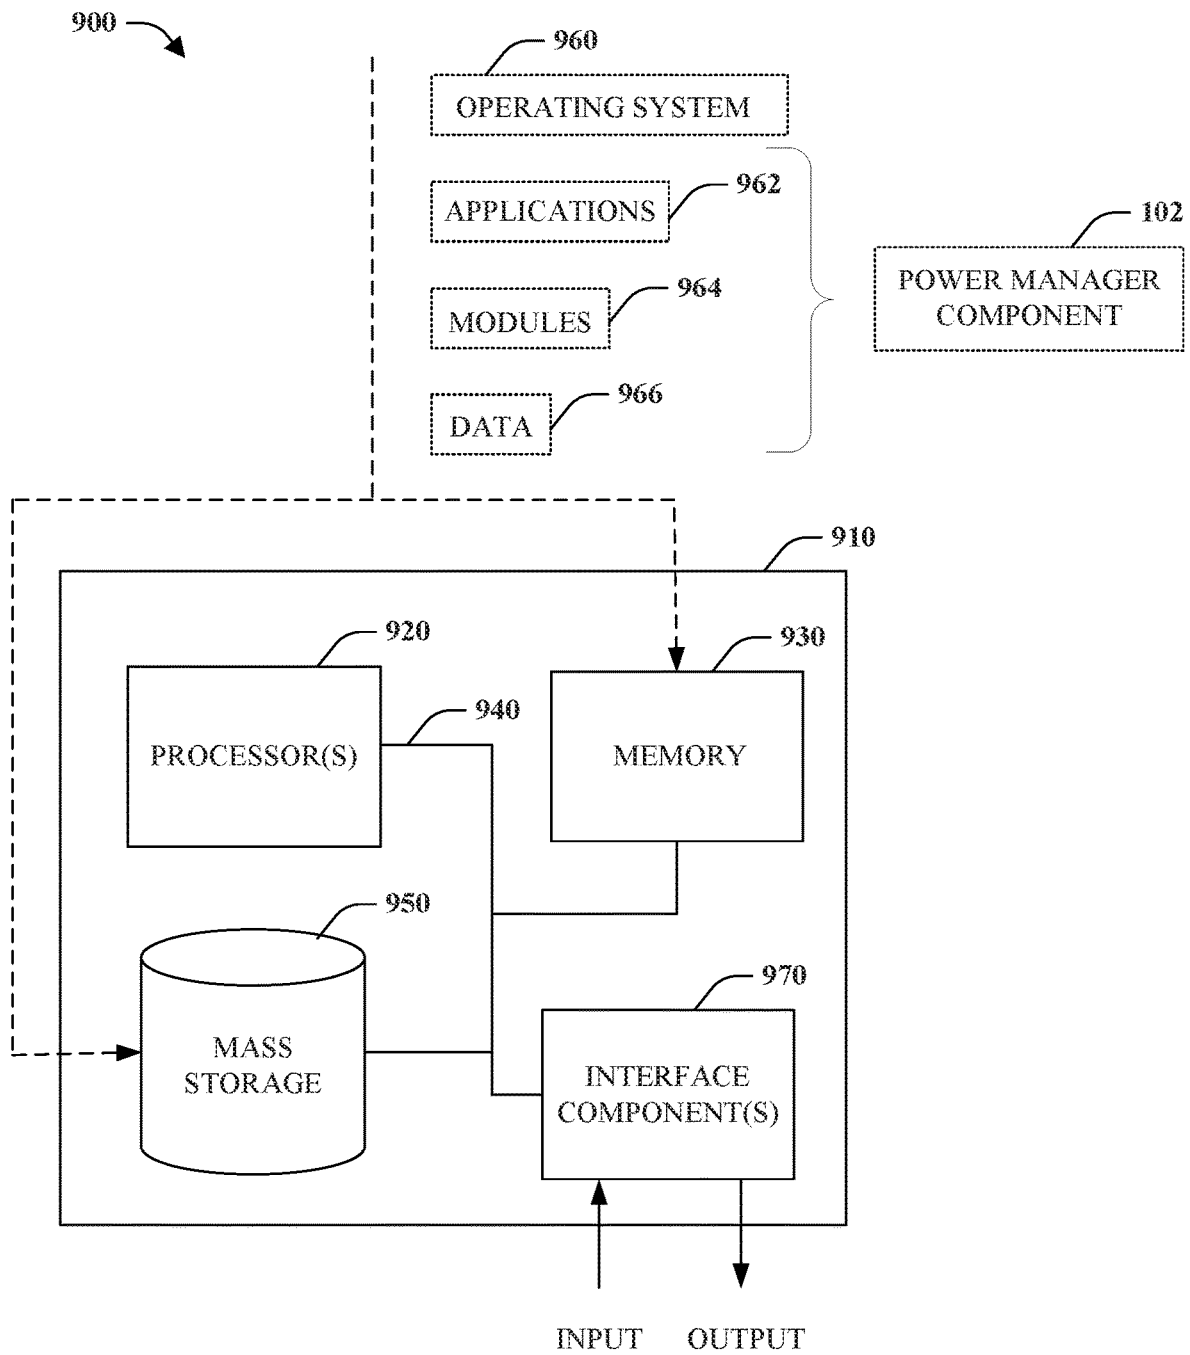 900
960
OPERATING SYSTEM
962
APPLICATIONS
102
POWER MANAGER
COMPONENT
964
MODULES
966
DATA
910
920
930
940
PROCESSOR(S)
MEMORY
950
970
MASS
STORAGE
INTERFACE
COMPONENT(S)
INPUT
OUTPUT